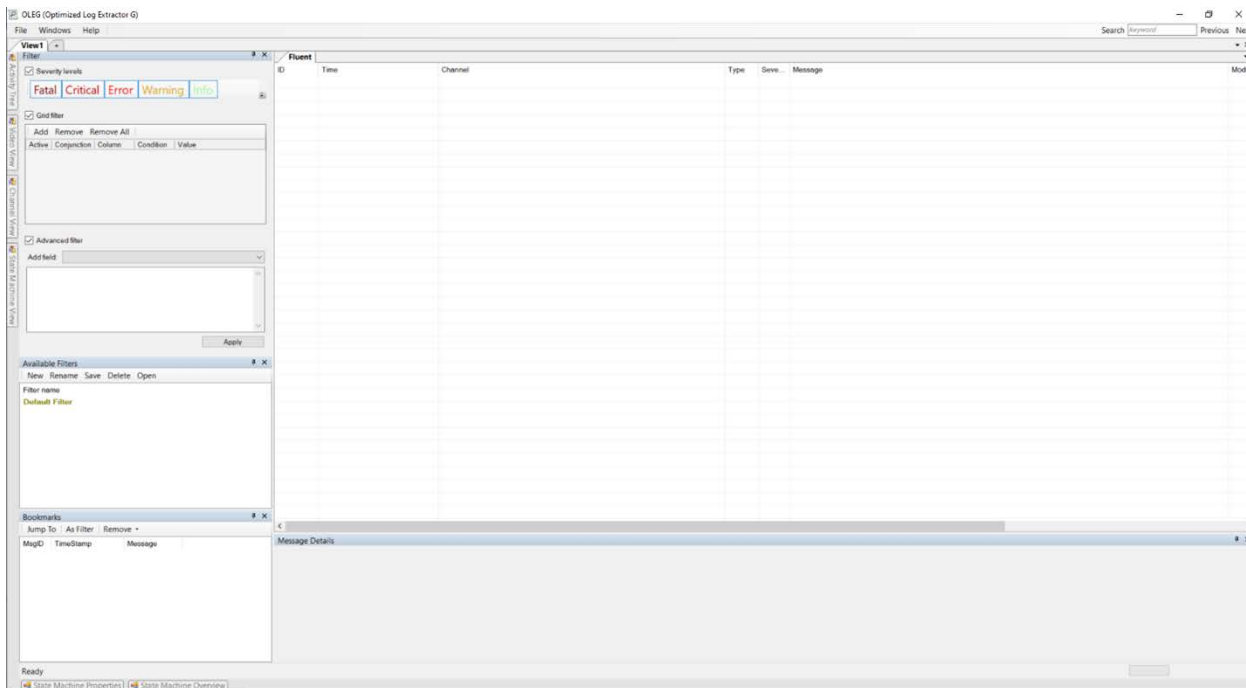 OLEG (Optimized Log Extractor G)
File Windows Help Search Keyword Previous Ne
View1 +
Filter
Severity levels
Fatal Critical Error Warning Info
Grid filter
Add Remove Remove All
Active Conjunction Column Condition Value
Advanced filter
Add field:
Apply
Available Filters
New Rename Save Delete Open
Filter name
Default Filter
Bookmarks
Jump To As Filter Remove
MsgID TimeStamp Message
Activity Tree
Video View
Channel View
State Machine View
Fluent
ID Time Channel Type Seve... Message Mod
Message Details
Ready
State Machine Properties State Machine Overview